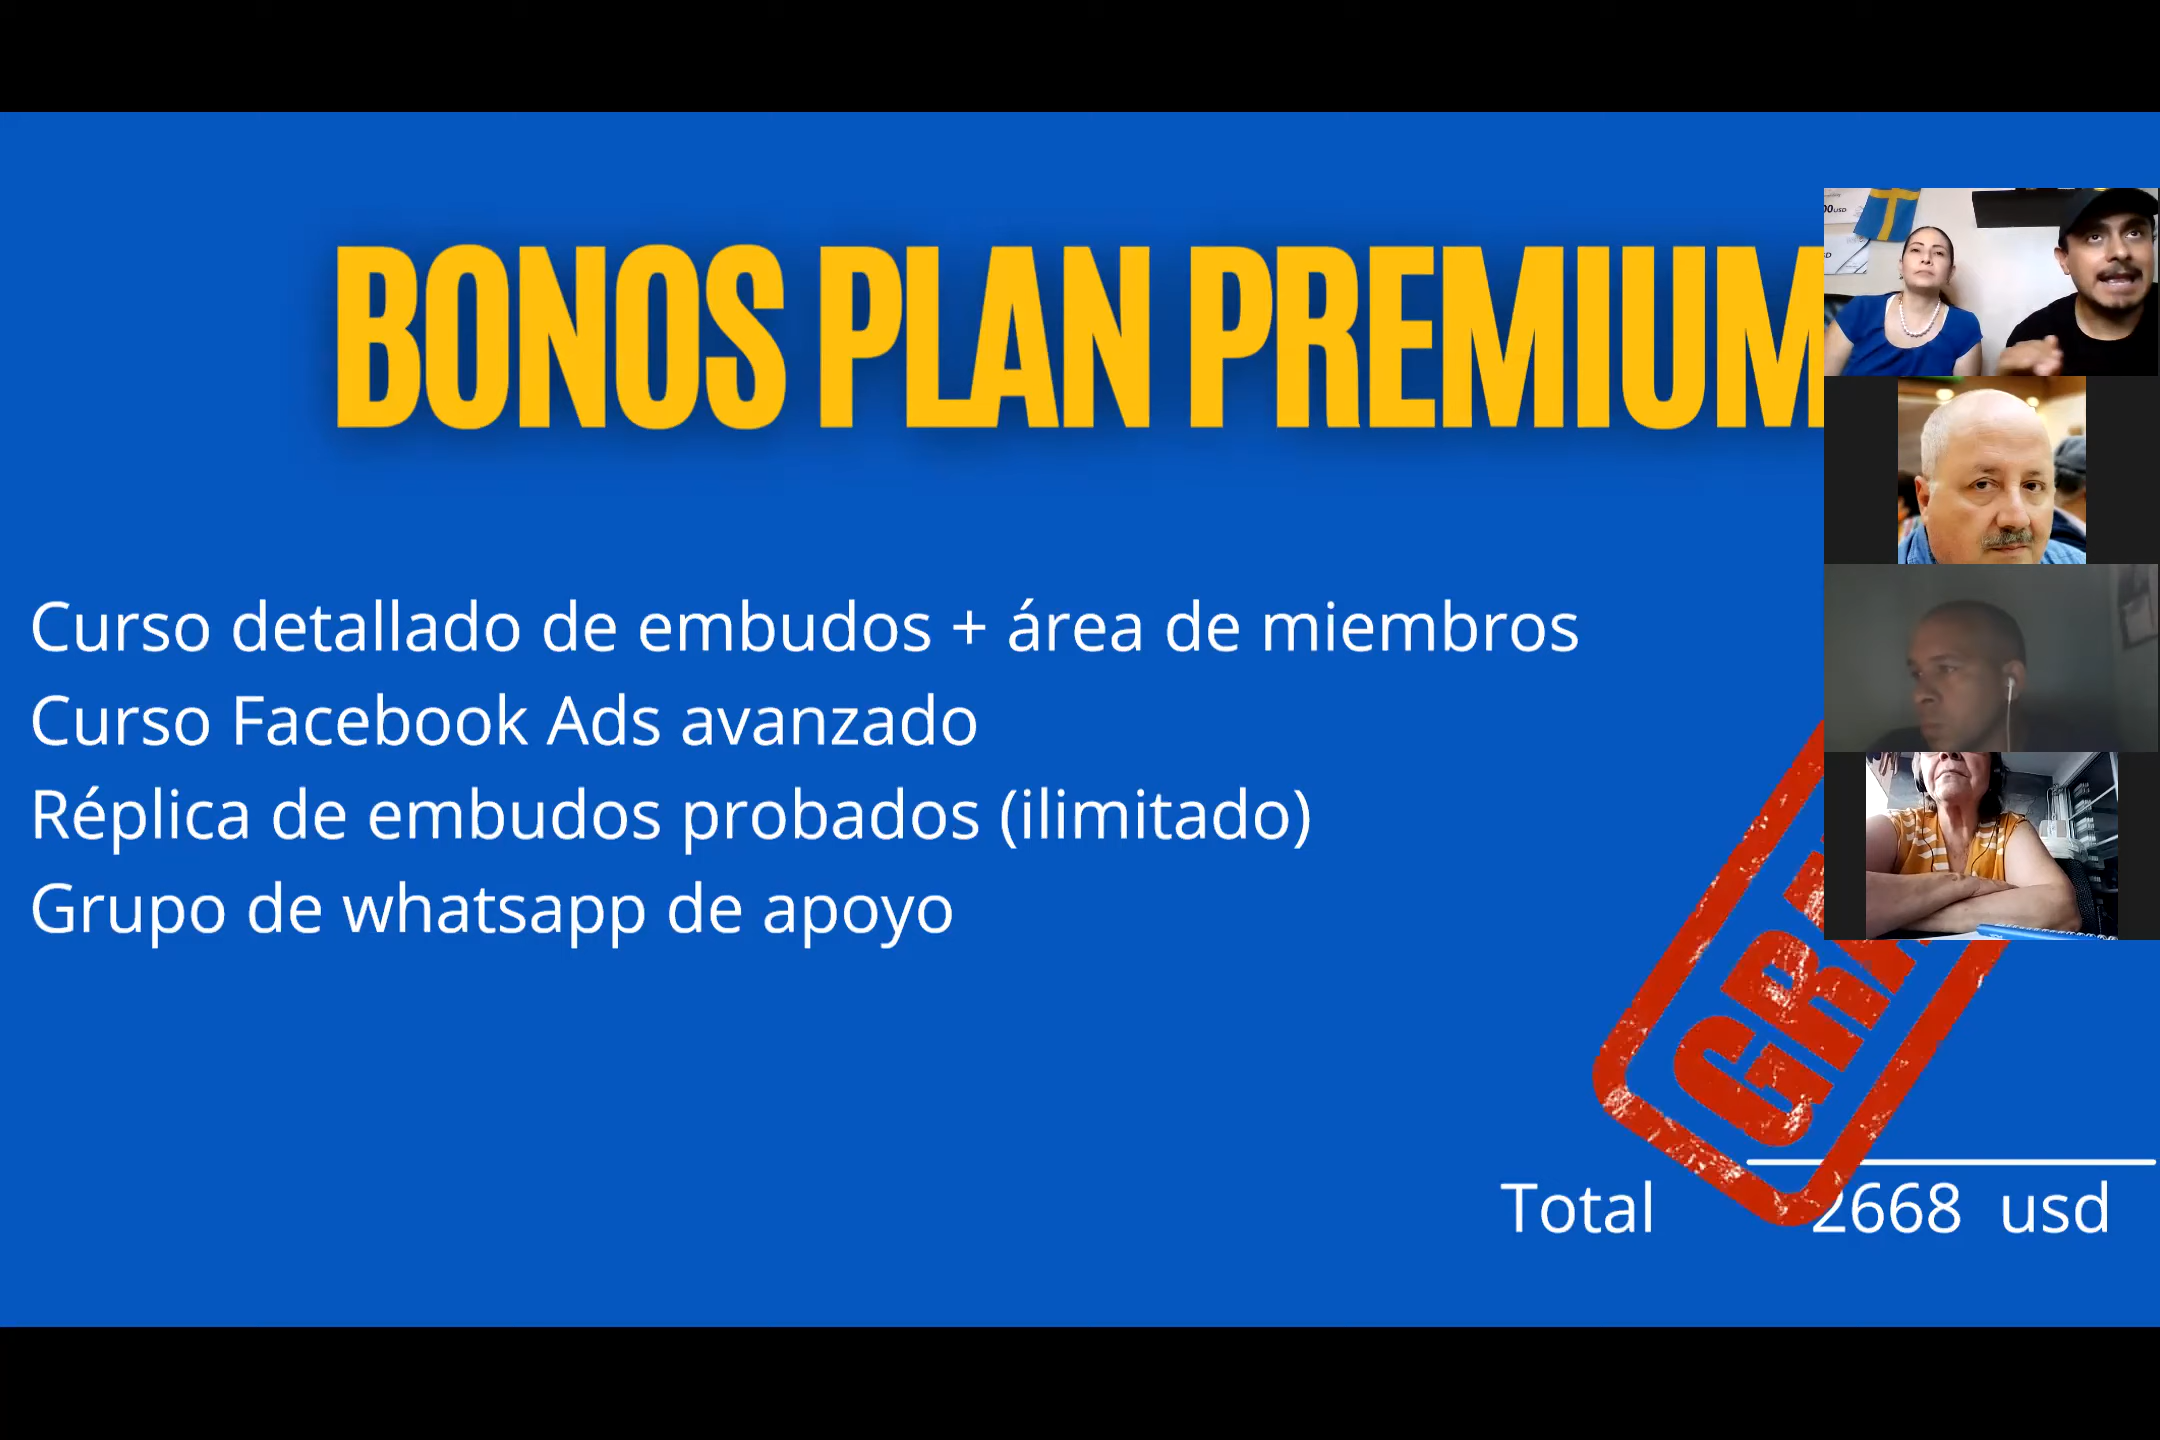 BONOS PLAN PREMIUM
Curso detallado de embudos + área de miembros
Curso Facebook Ads avanzado
Réplica de embudos probados (ilimitado)
Grupo de whatsapp de apoyo
Total 2668 usd